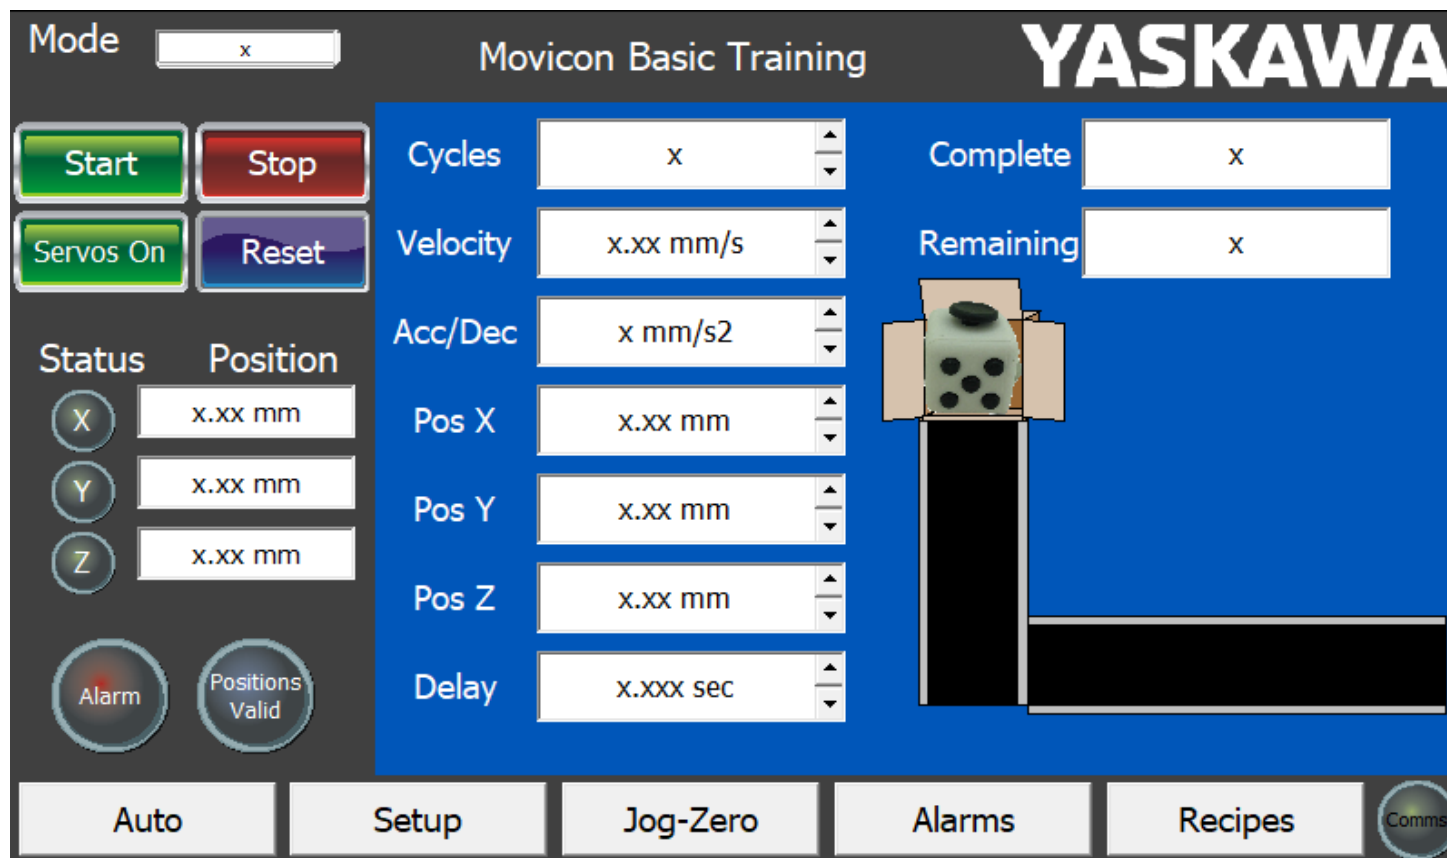 Mode
x
Movicon Basic Training
YASKAWA
Start
Stop
Servos On
Reset
Status
Position
X
x.xx mm
Y
x.xx mm
Z
x.xx mm
Alarm
Positions
Valid
Cycles
x
Velocity
x.xx mm/s
Acc/Dec
x mm/s2
Pos X
x.xx mm
Pos Y
x.xx mm
Pos Z
x.xx mm
Delay
x.xxx sec
Complete
x
Remaining
x
Auto
Setup
Jog-Zero
Alarms
Recipes
Comms